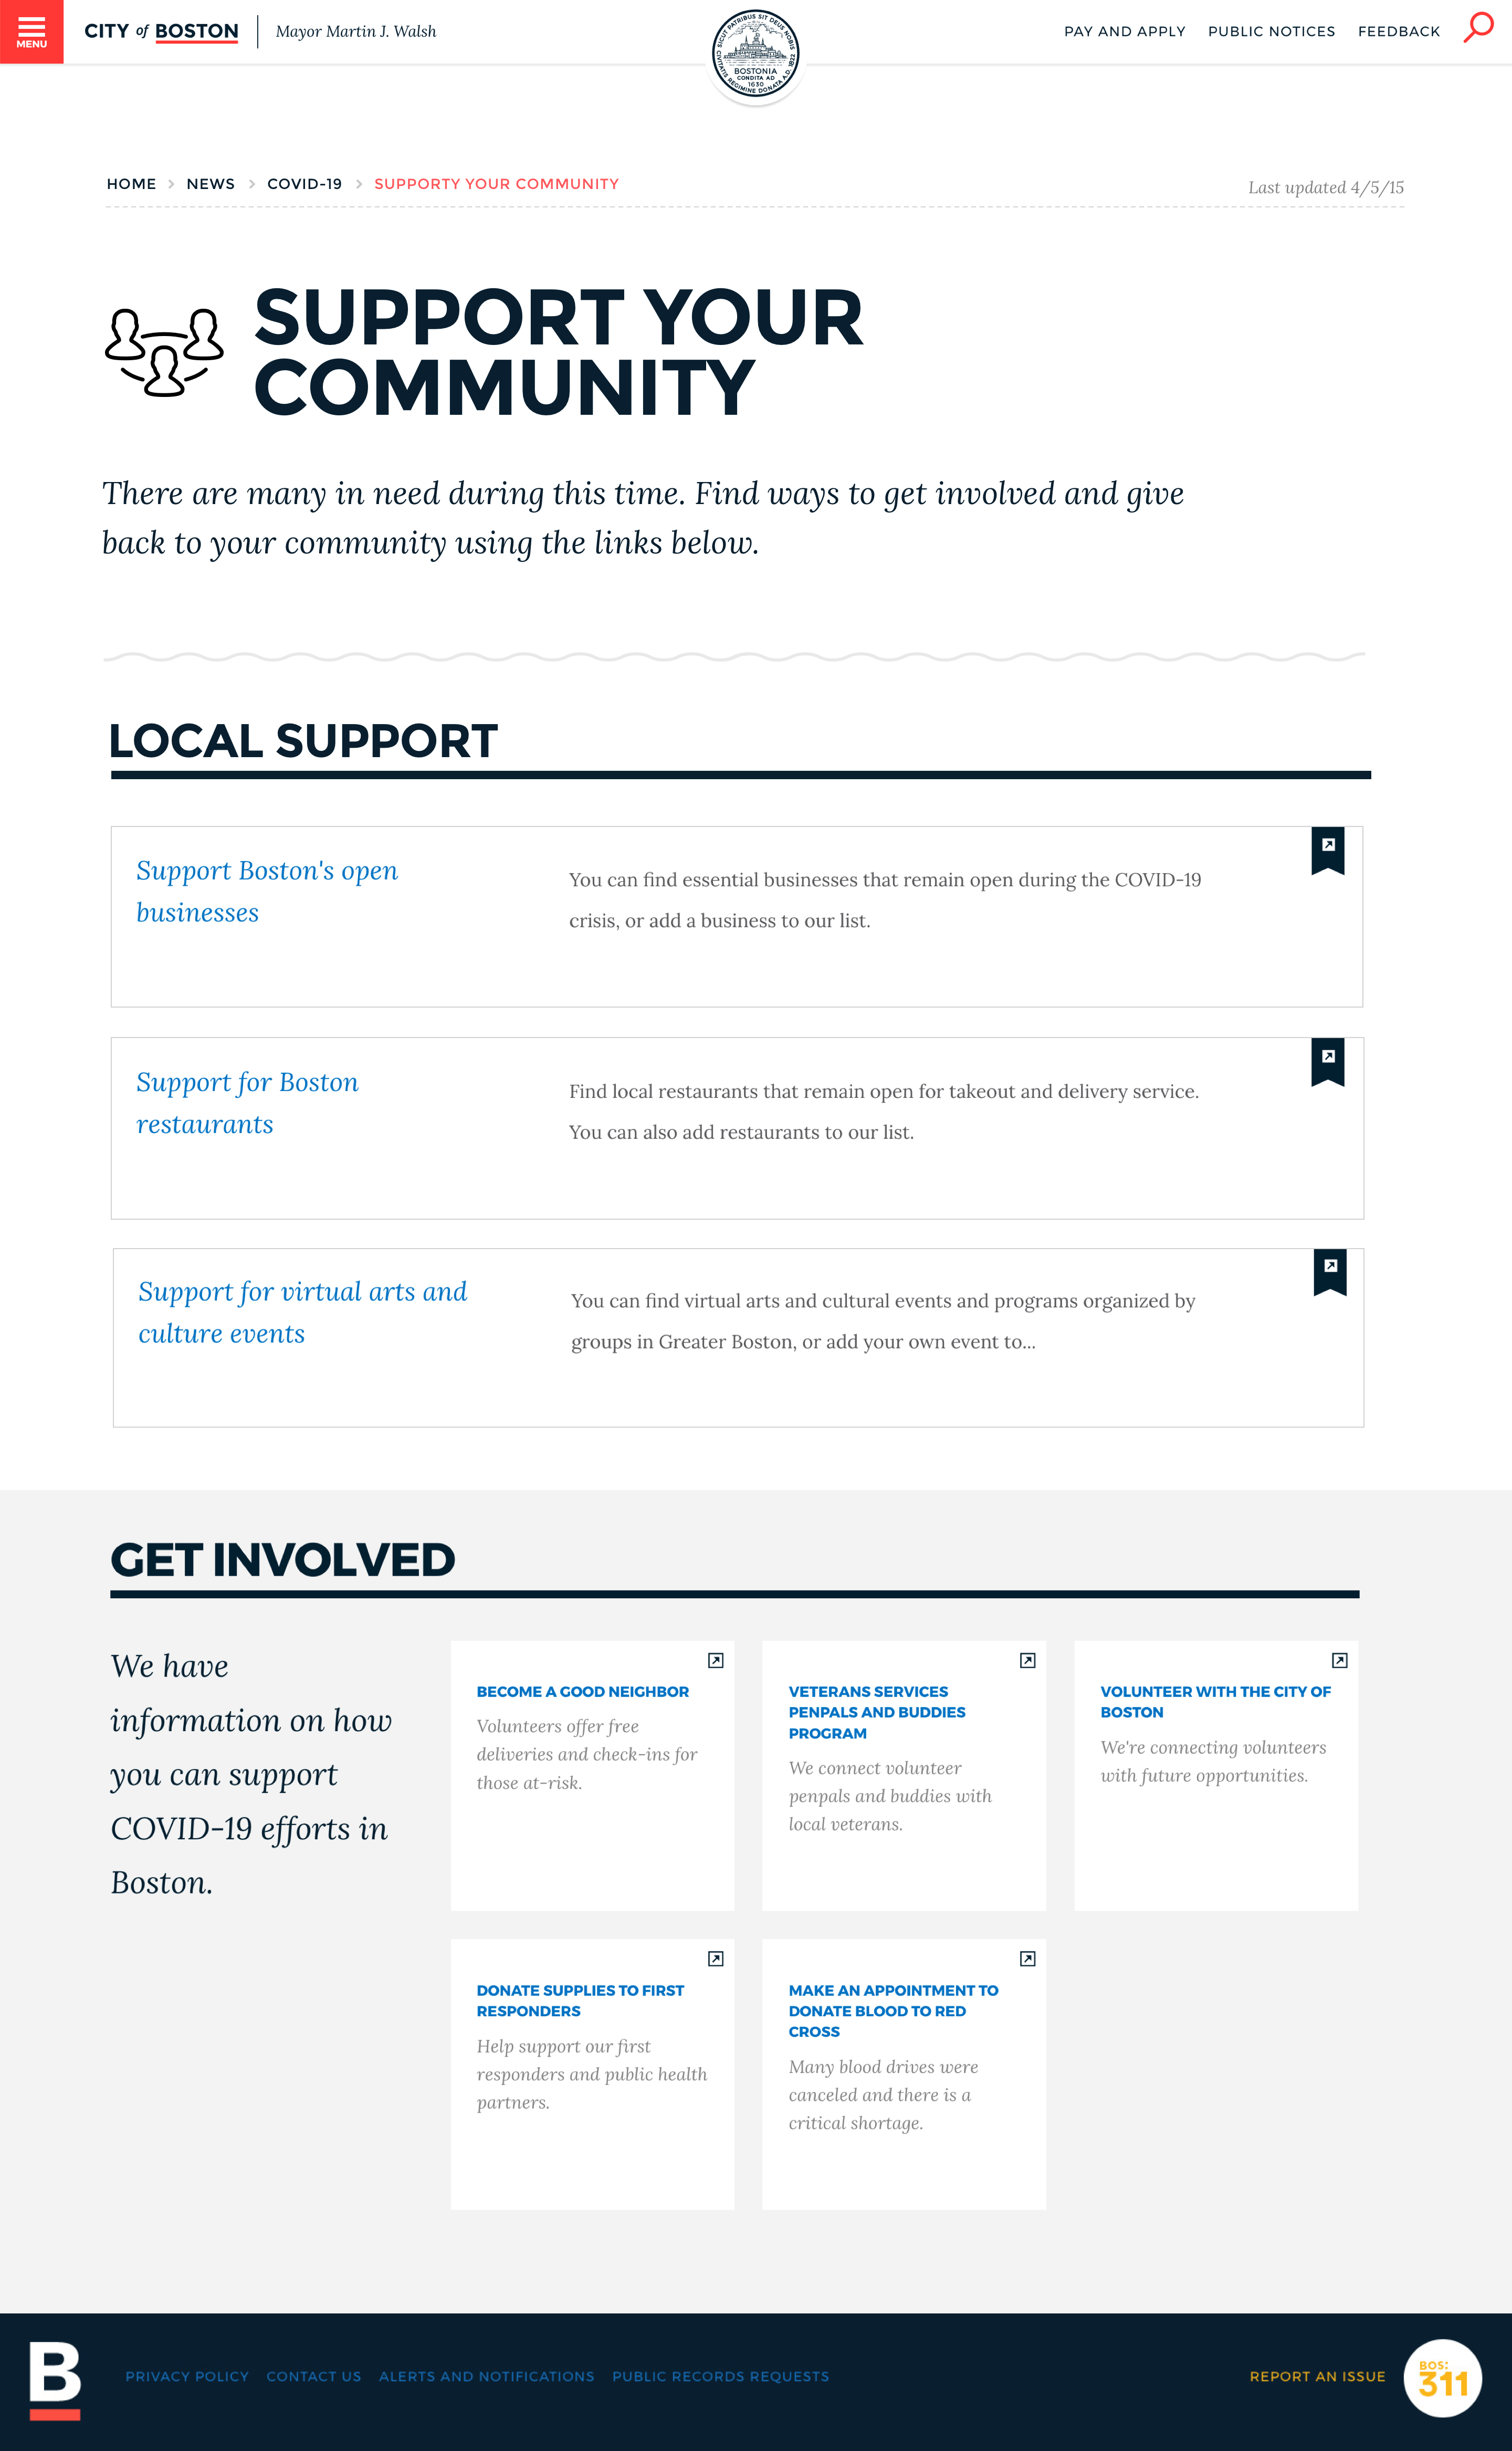 MENU
CITY of BOSTON
Mayor Martin J. Walsh
SICUT PATRIBUS SIT DEUS NOBIS
BOSTONIA
CONDITA AD
1630
CIVITATIS REGIMINE DONATA A.D. 1822
PAY AND APPLY
PUBLIC NOTICES
FEEDBACK
HOME > NEWS > COVID-19 > SUPPORTY YOUR COMMUNITY
Last updated 4/5/15
SUPPORT YOUR
COMMUNITY
There are many in need during this time. Find ways to get involved and give
back to your community using the links below.
LOCAL SUPPORT
Support Boston's open
businesses
You can find essential businesses that remain open during the COVID-19
crisis, or add a business to our list.
Support for Boston
restaurants
Find local restaurants that remain open for takeout and delivery service.
You can also add restaurants to our list.
Support for virtual arts and
culture events
You can find virtual arts and cultural events and programs organized by
groups in Greater Boston, or add your own event to...
GET INVOLVED
We have
information on how
you can support
COVID-19 efforts in
Boston.
BECOME A GOOD NEIGHBOR
Volunteers offer free
deliveries and check-ins for
those at-risk.
VETERANS SERVICES
PENPALS AND BUDDIES
PROGRAM
We connect volunteer
penpals and buddies with
local veterans.
VOLUNTEER WITH THE CITY OF
BOSTON
We're connecting volunteers
with future opportunities.
DONATE SUPPLIES TO FIRST
RESPONDERS
Help support our first
responders and public health
partners.
MAKE AN APPOINTMENT TO
DONATE BLOOD TO RED
CROSS
Many blood drives were
canceled and there is a
critical shortage.
B
PRIVACY POLICY
CONTACT US
ALERTS AND NOTIFICATIONS
PUBLIC RECORDS REQUESTS
REPORT AN ISSUE
BOS:
311